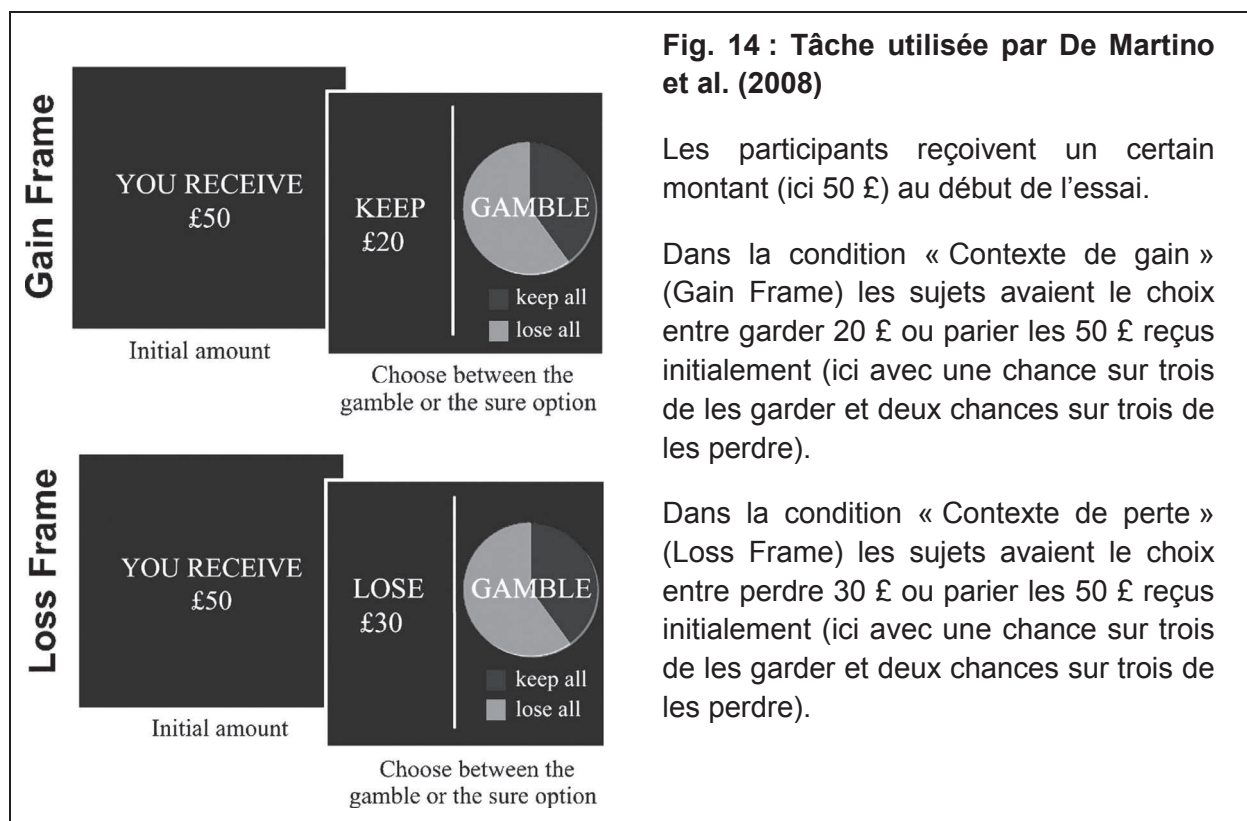 Gain Frame
YOU RECEIVE
£50
Initial amount
KEEP
£20
GAMBLE
keep all
lose all
Choose between the
gamble or the sure option
Loss Frame
YOU RECEIVE
£50
Initial amount
LOSE
£30
GAMBLE
keep all
lose all
Choose between the
gamble or the sure option
Fig. 14 : Tâche utilisée par De Martino
et al. (2008)
Les participants reçoivent un certain
montant (ici 50 £) au début de l’essai.
Dans la condition « Contexte de gain »
(Gain Frame) les sujets avaient le choix
entre garder 20 £ ou parier les 50 £ reçus
initialement (ici avec une chance sur trois
de les garder et deux chances sur trois de
les perdre).
Dans la condition « Contexte de perte »
(Loss Frame) les sujets avaient le choix
entre perdre 30 £ ou parier les 50 £ reçus
initialement (ici avec une chance sur trois
de les garder et deux chances sur trois de
les perdre).